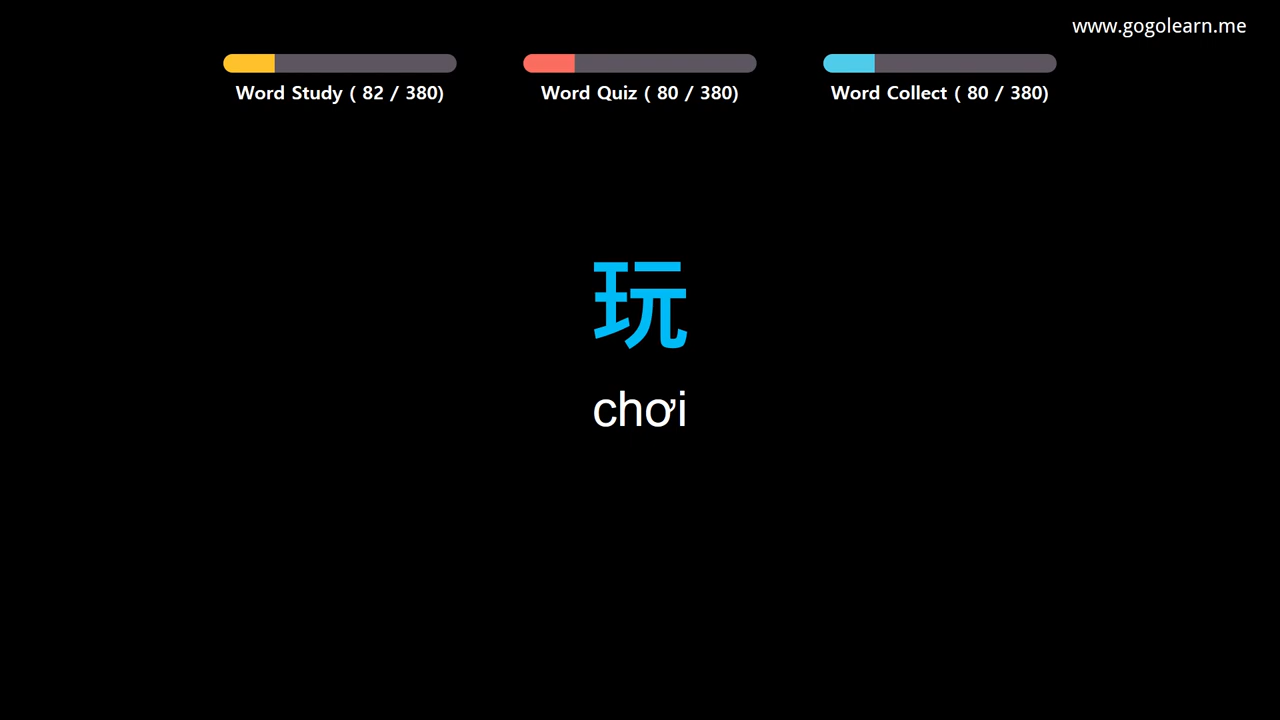 www.gogolearn.me
Word Study ( 82 / 380)
Word Quiz ( 80 / 380)
Word Collect ( 80 / 380)
玩
chơi